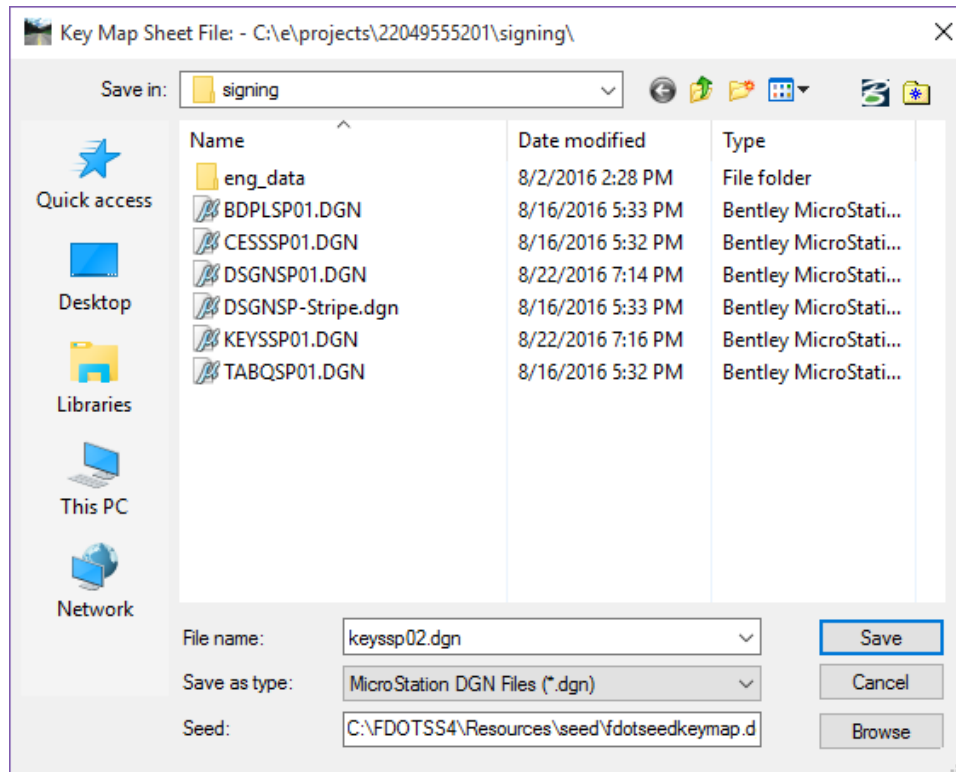 Key Map Sheet File: - C:\e\projects\22049555201\signing\
Save in: signing
Name Date modified Type
eng_data 8/2/2016 2:28 PM File folder
BDPLSP01.DGN 8/16/2016 5:33 PM Bentley MicroStati...
CESSSP01.DGN 8/16/2016 5:32 PM Bentley MicroStati...
DSGNSP01.DGN 8/22/2016 7:14 PM Bentley MicroStati...
DSGNSP-Stripe.dgn 8/16/2016 5:33 PM Bentley MicroStati...
KEYSSP01.DGN 8/22/2016 7:16 PM Bentley MicroStati...
TABQSP01.DGN 8/16/2016 5:32 PM Bentley MicroStati...
Quick access
Desktop
Libraries
This PC
Network
File name: keyssp02.dgn Save
Save as type: MicroStation DGN Files (*.dgn) Cancel
Seed: C:\FDOTSS4\Resources\seed\fdotseedkeymap.d Browse